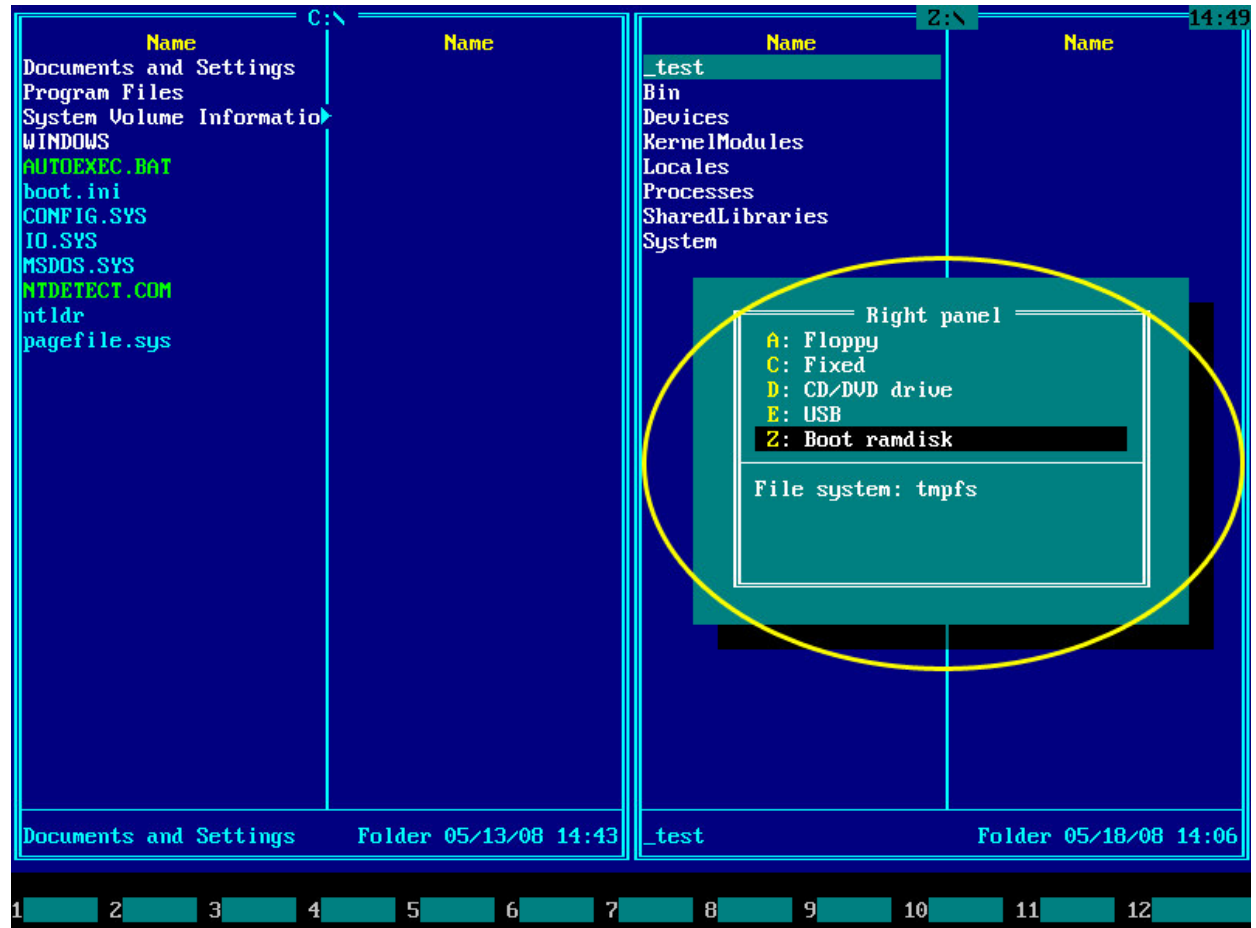 C:\
Name Name
Documents and Settings
Program Files
System Volume Informatio
WINDOWS
AUTOEXEC.BAT
boot.ini
CONFIG.SYS
IO.SYS
MSDOS.SYS
NTDETECT.COM
ntldr
pagefile.sys
Documents and Settings Folder 05/13/08 14:43
Z:\ 14:49
Name Name
_test
Bin
Devices
KernelModules
Locales
Processes
SharedLibraries
System
Right panel
A: Floppy
C: Fixed
D: CD/DVD drive
E: USB
Z: Boot ramdisk
File system: tmpfs
_test Folder 05/18/08 14:06
1 2 3 4 5 6 7 8 9 10 11 12